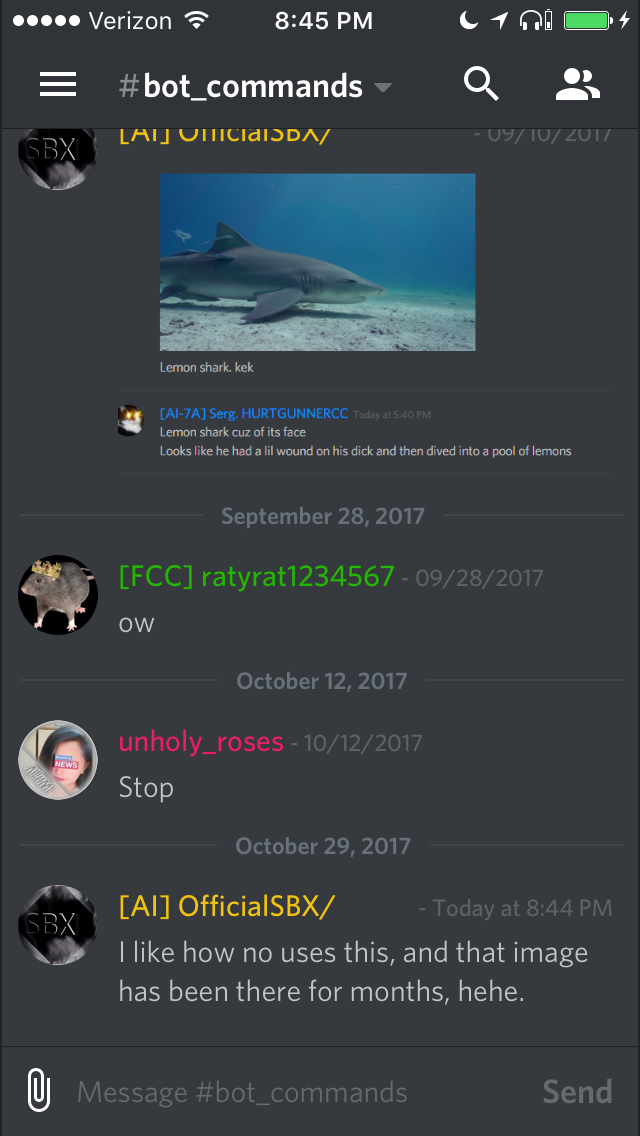 Verizon 8:45 PM
#bot_commands
SBX
[AI] OfficialSBX/ - 09/10/2017
Lemon shark. kek
[AI-7A] Serg. HURTGUNNERCC Today at 5:40 PM
Lemon shark cuz of its face
Looks like he had a lil wound on his dick and then dived into a pool of lemons
September 28, 2017
[FCC] ratyrat1234567 - 09/28/2017
ow
October 12, 2017
unholy_roses - 10/12/2017
NEWS
Stop
October 29, 2017
SBX
[AI] OfficialSBX/ - Today at 8:44 PM
I like how no uses this, and that image
has been there for months, hehe.
Message #bot_commands Send